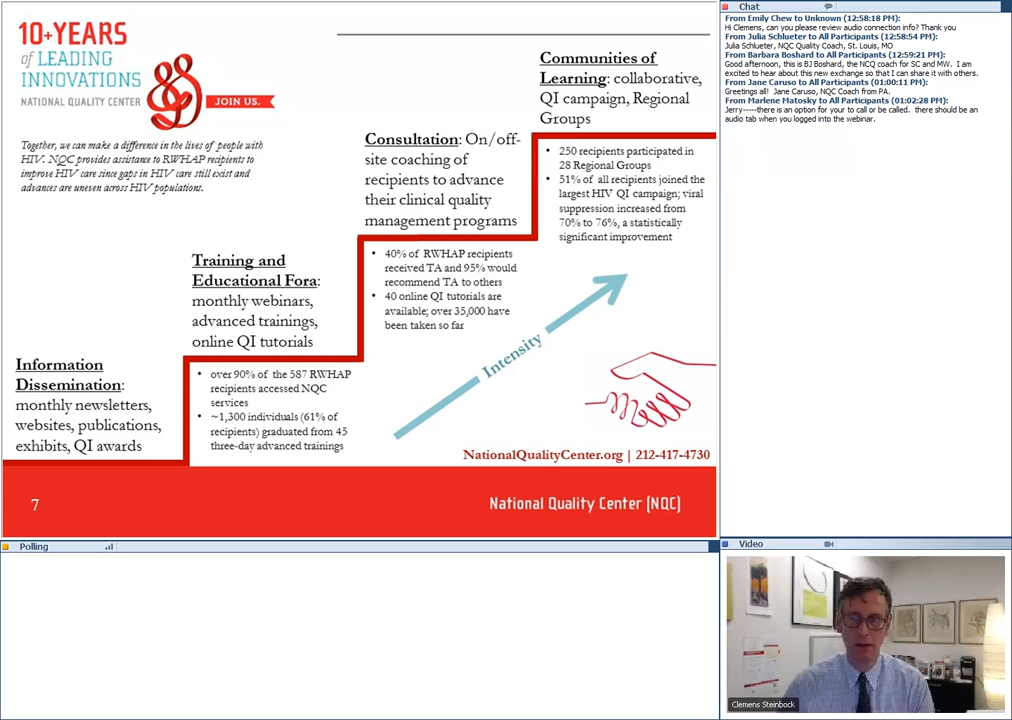 10+YEARS
of LEADING
INNOVATIONS
NATIONAL QUALITY CENTER
JOIN US.
Together, we can make a difference in the lives of people with
HIV. NQC provides assistance to RWHAP recipients to
improve HIV care since gaps in HIV care still exist and
advances are uneven across HIV populations.
Information
Dissemination:
monthly newsletters,
websites, publications,
exhibits, QI awards
Training and
Educational Fora:
monthly webinars,
advanced trainings,
online QI tutorials
• over 90% of the 587 RWHAP
recipients accessed NQC
services
• ~1,300 individuals (61% of
recipients) graduated from 45
three-day advanced trainings
Consultation: On/off-
site coaching of
recipients to advance
their clinical quality
management programs
• 40% of RWHAP recipients
received TA and 95% would
recommend TA to others
• 40 online QI tutorials are
available; over 35,000 have
been taken so far
Communities of
Learning: collaborative,
QI campaign, Regional
Groups
• 250 recipients participated in
28 Regional Groups
• 51% of all recipients joined the
largest HIV QI campaign; viral
suppression increased from
70% to 76%, a statistically
significant improvement
Intensity
NationalQualityCenter.org | 212-417-4730
7
National Quality Center (NQC)
Chat
From Emily Chew to Unknown (12:58:18 PM):
Hi Clemens, can you please review audio connection info? Thank you
From Julia Schlueter to All Participants (12:58:54 PM):
Julia Schlueter, NQC Quality Coach, St. Louis, MO
From Barbara Boshard to All Participants (12:59:21 PM):
Good afternoon, this is BJ Boshard, the NCQ coach for SC and MW. I am
excited to hear about this new exchange so that I can share it with others.
From Jane Caruso to All Participants (01:00:11 PM):
Greetings all! Jane Caruso, NQC Coach from PA.
From Marlene Matosky to All Participants (01:02:28 PM):
Jerry-----there is an option for your to call or be called. there should be an
audio tab when you logged into the webinar.
Polling
Video
Clemens Steinbock